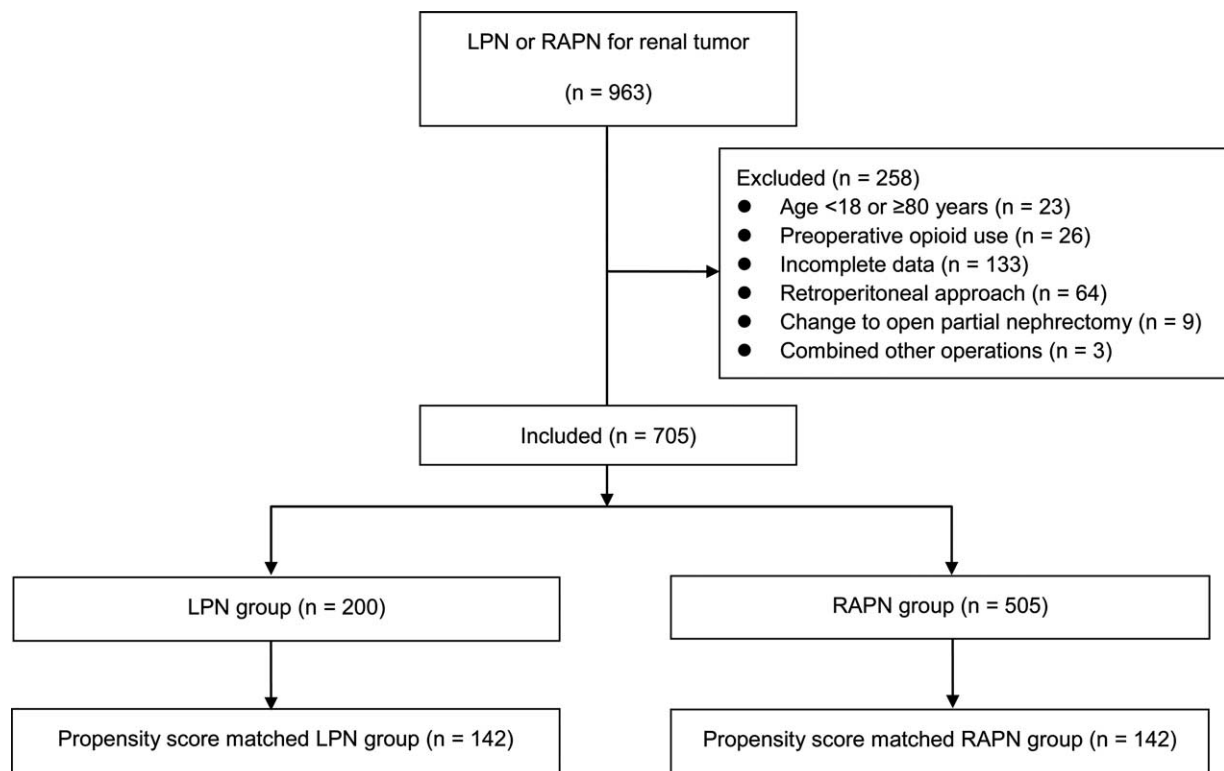 LPN or RAPN for renal tumor
(n = 963)
Excluded (n = 258)
● Age <18 or ≥80 years (n = 23)
● Preoperative opioid use (n = 26)
● Incomplete data (n = 133)
● Retroperitoneal approach (n = 64)
● Change to open partial nephrectomy (n = 9)
● Combined other operations (n = 3)
Included (n = 705)
LPN group (n = 200)
RAPN group (n = 505)
Propensity score matched LPN group (n = 142)
Propensity score matched RAPN group (n = 142)